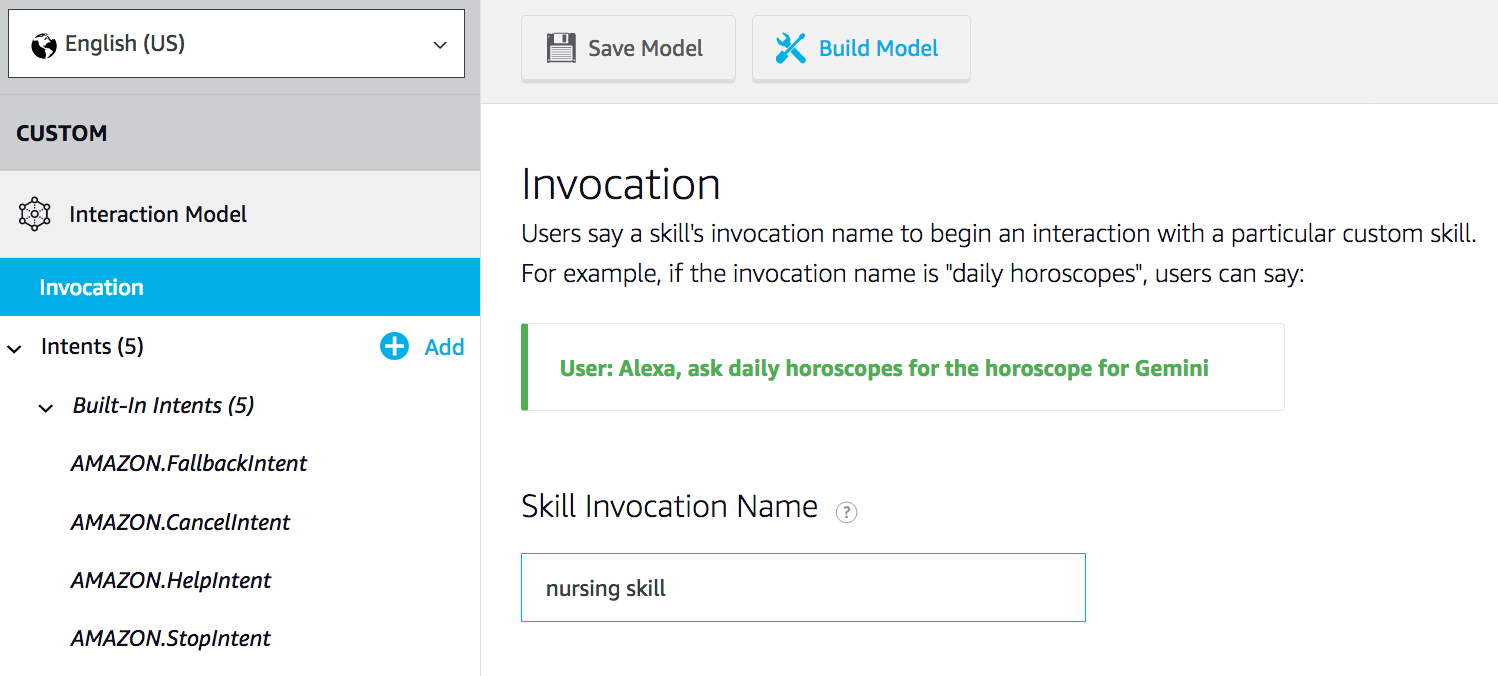 English (US)
CUSTOM
Interaction Model
Invocation
Intents (5)
Add
Built-In Intents (5)
AMAZON.FallbackIntent
AMAZON.CancelIntent
AMAZON.HelpIntent
AMAZON.StopIntent
Save Model
Build Model
Invocation
Users say a skill's invocation name to begin an interaction with a particular custom skill.
For example, if the invocation name is "daily horoscopes", users can say:
User: Alexa, ask daily horoscopes for the horoscope for Gemini
Skill Invocation Name ?
nursing skill